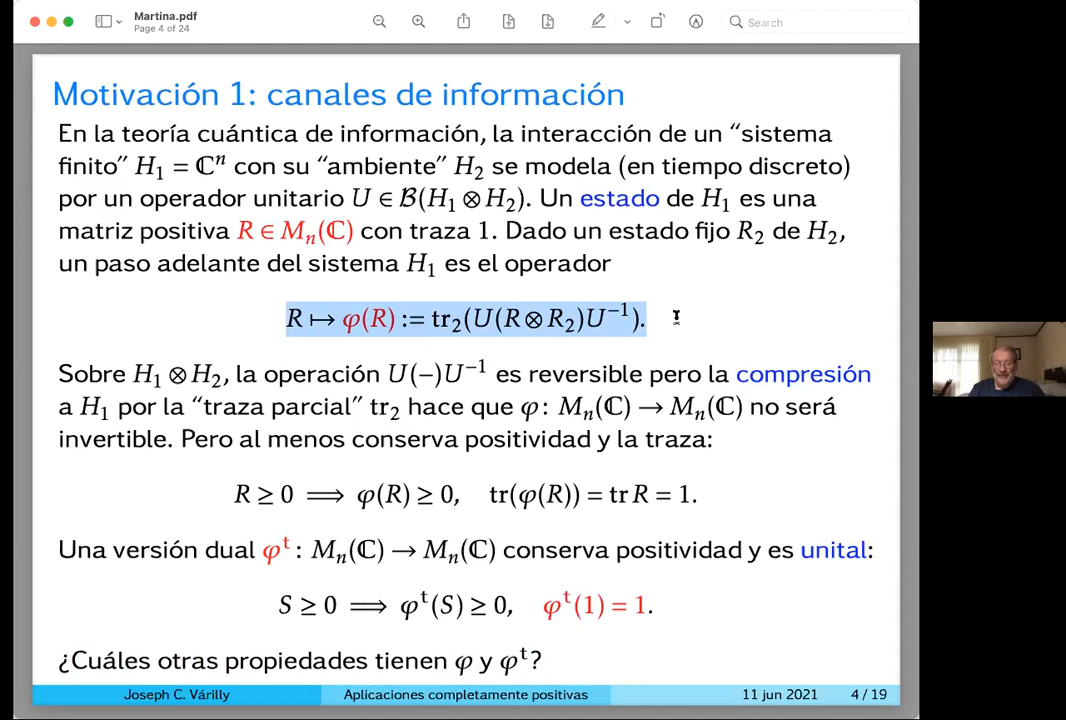 Martina.pdf
Page 4 of 24
Search
Motivación 1: canales de información
En la teoría cuántica de información, la interacción de un “sistema
finito” H₁ = ℂⁿ con su “ambiente” H₂ se modela (en tiempo discreto)
por un operador unitario U ∈ ℬ(H₁ ⊗ H₂). Un estado de H₁ es una
matriz positiva R ∈ Mₙ(ℂ) con traza 1. Dado un estado fijo R₂ de H₂,
un paso adelante del sistema H₁ es el operador
R ↦ φ(R) := tr₂(U(R ⊗ R₂)U⁻¹).
Sobre H₁ ⊗ H₂, la operación U(−)U⁻¹ es reversible pero la compresión
a H₁ por la “traza parcial” tr₂ hace que φ: Mₙ(ℂ) → Mₙ(ℂ) no será
invertible. Pero al menos conserva positividad y la traza:
R ≥ 0 ⟹ φ(R) ≥ 0, tr(φ(R)) = tr R = 1.
Una versión dual φᵗ: Mₙ(ℂ) → Mₙ(ℂ) conserva positividad y es unital:
S ≥ 0 ⟹ φᵗ(S) ≥ 0, φᵗ(1) = 1.
¿Cuáles otras propiedades tienen φ y φᵗ?
Joseph C. Várilly Aplicaciones completamente positivas 11 jun 2021 4 / 19